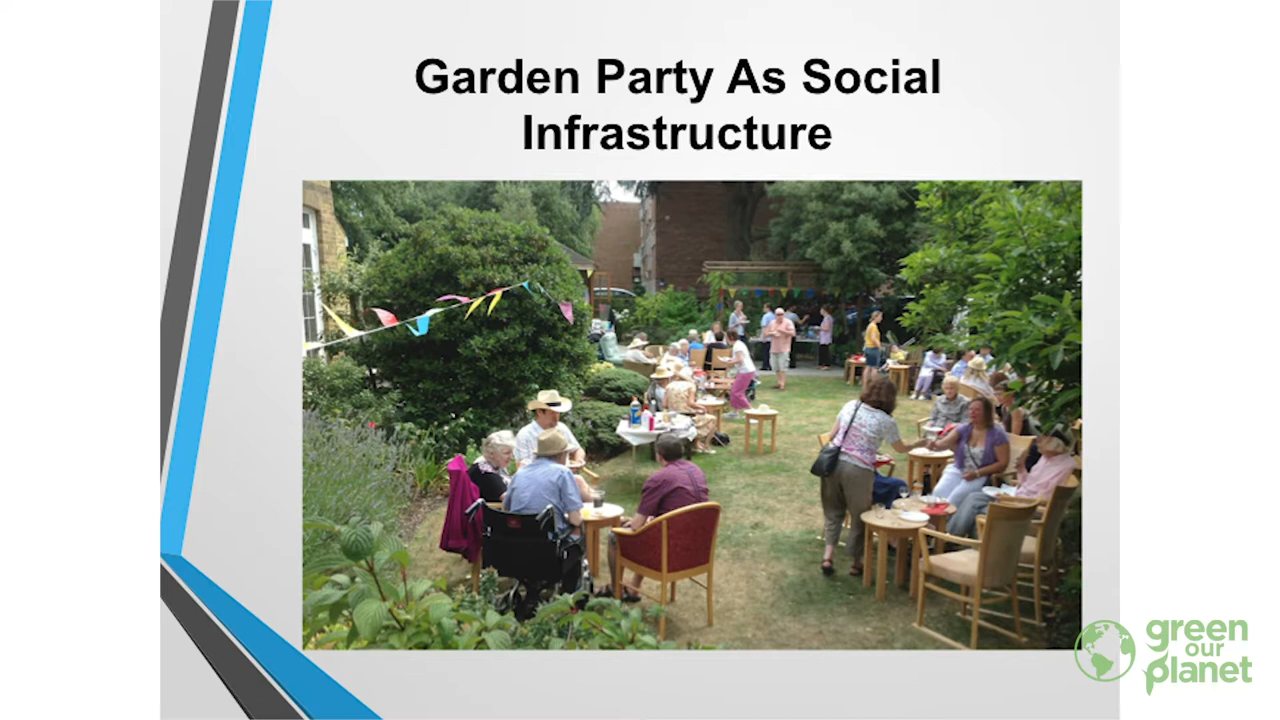 Garden Party As Social
Infrastructure
green
our
planet